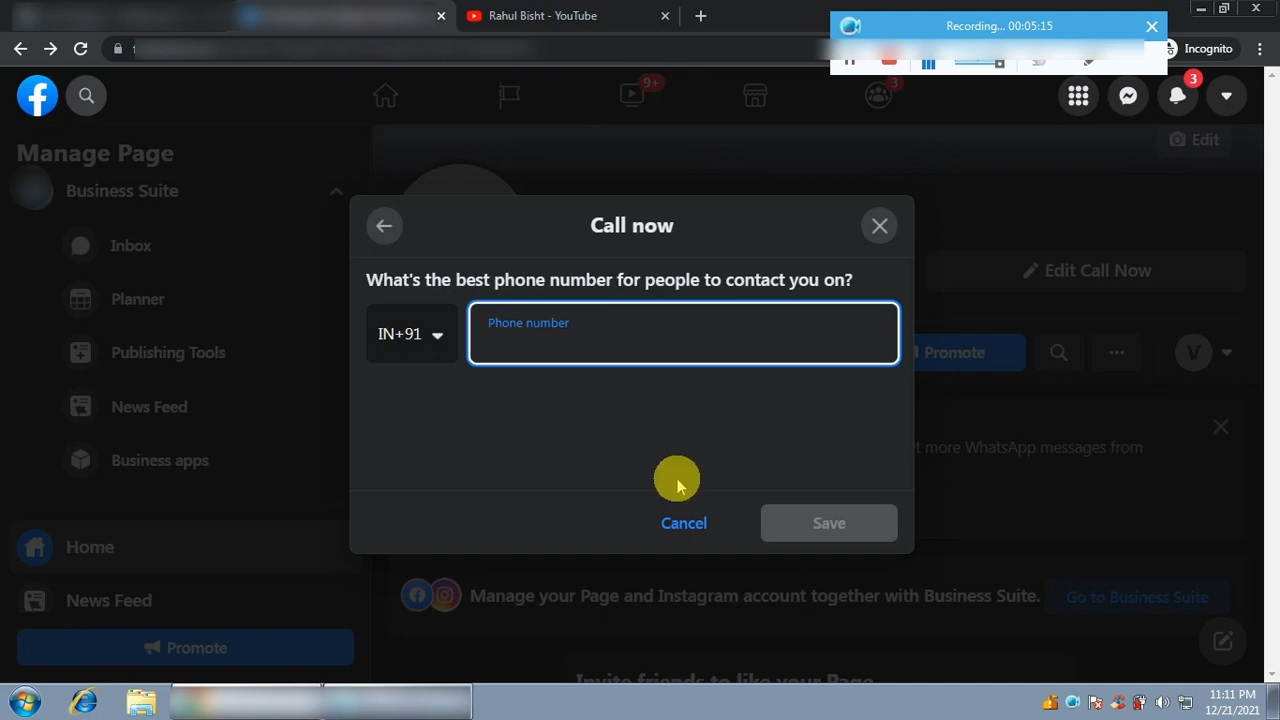 Rahul Bisht - YouTube
Recording... 00:05:15
Incognito
9+
3
3
Manage Page
Edit
Business Suite
Inbox
Planner
Publishing Tools
News Feed
Business apps
Home
News Feed
Promote
Call now
What's the best phone number for people to contact you on?
IN+91
Phone number
Cancel
Save
Edit Call Now
Promote
V
t more WhatsApp messages from
Manage your Page and Instagram account together with Business Suite.
Go to Business Suite
Invite friends to like your Page
11:11 PM
12/21/2021